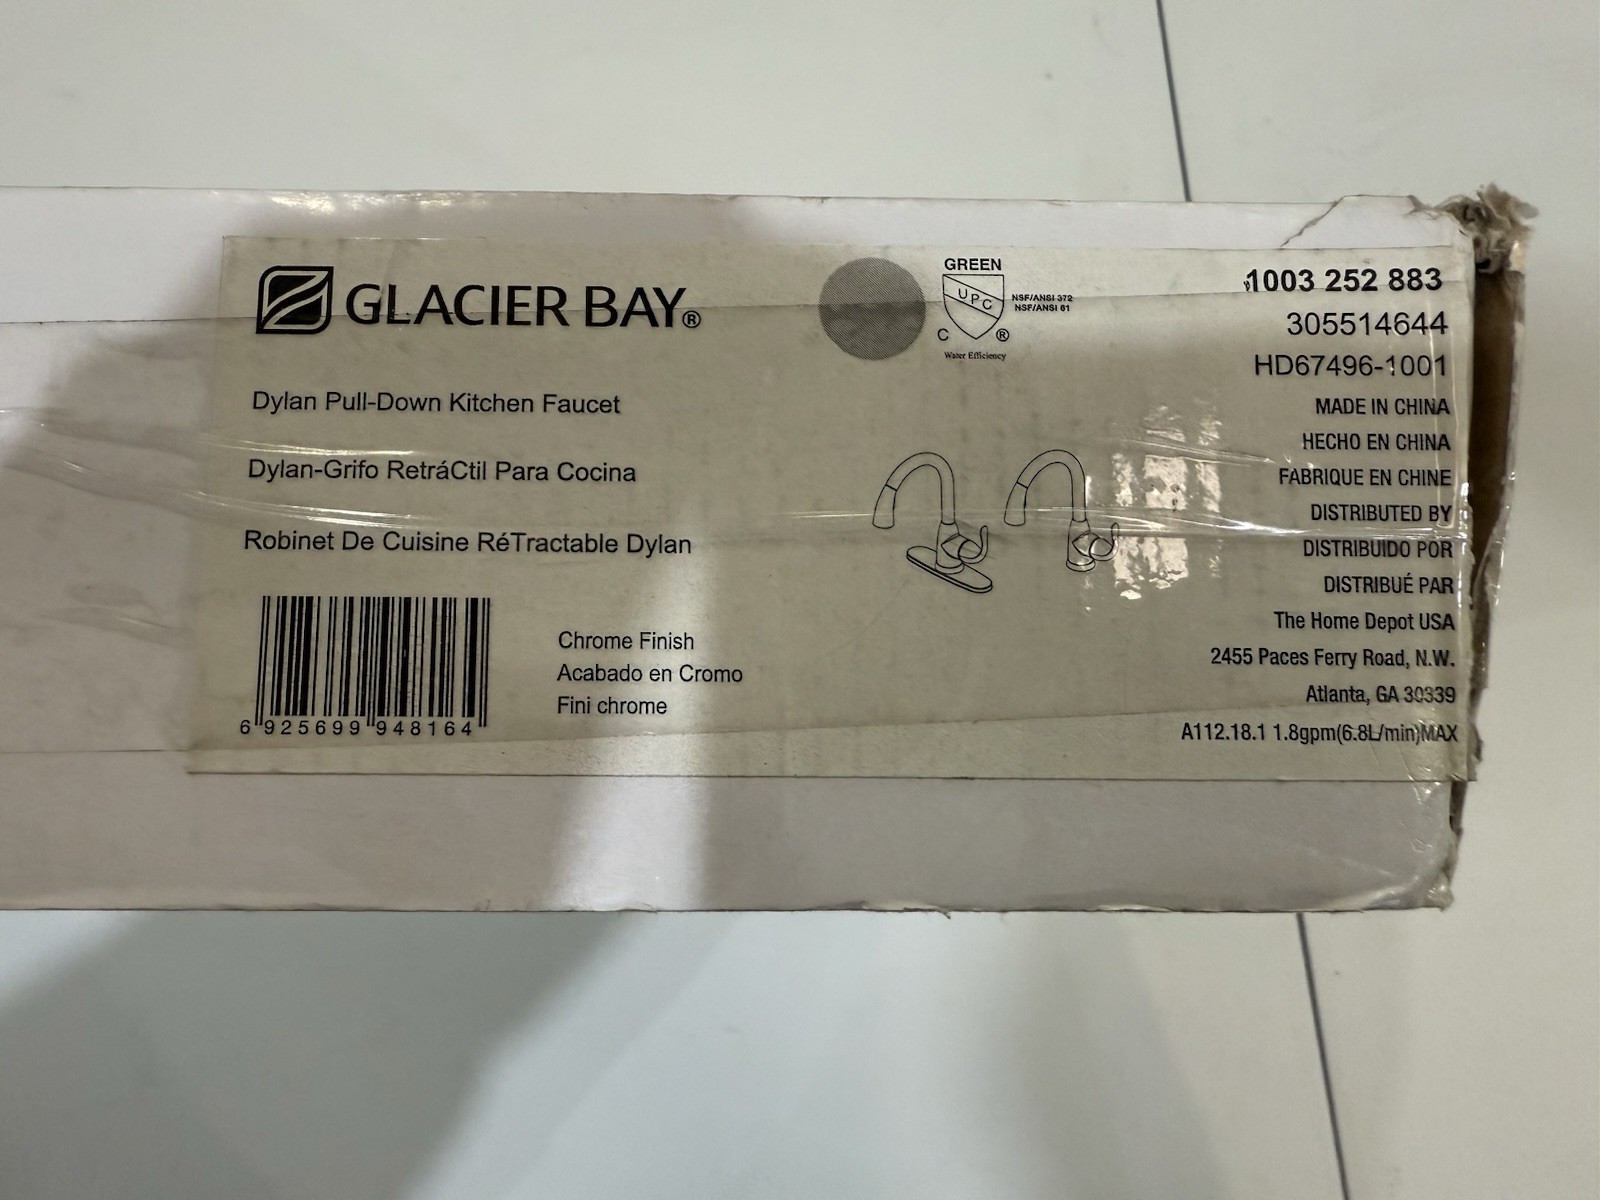 GLACIER BAY®
GREEN
UPC
NSF/ANSI 372
NSF/ANSI 61
C ®
Water Efficiency
1003 252 883
305514644
HD67496-1001
MADE IN CHINA
HECHO EN CHINA
FABRIQUE EN CHINE
DISTRIBUTED BY
DISTRIBUIDO POR
DISTRIBUÉ PAR
The Home Depot USA
2455 Paces Ferry Road, N.W.
Atlanta, GA 30339
A112.18.1 1.8gpm(6.8L/min)MAX
Dylan Pull-Down Kitchen Faucet
Dylan-Grifo RetráCtil Para Cocina
Robinet De Cuisine RéTractable Dylan
Chrome Finish
Acabado en Cromo
Fini chrome
6 925699 948164